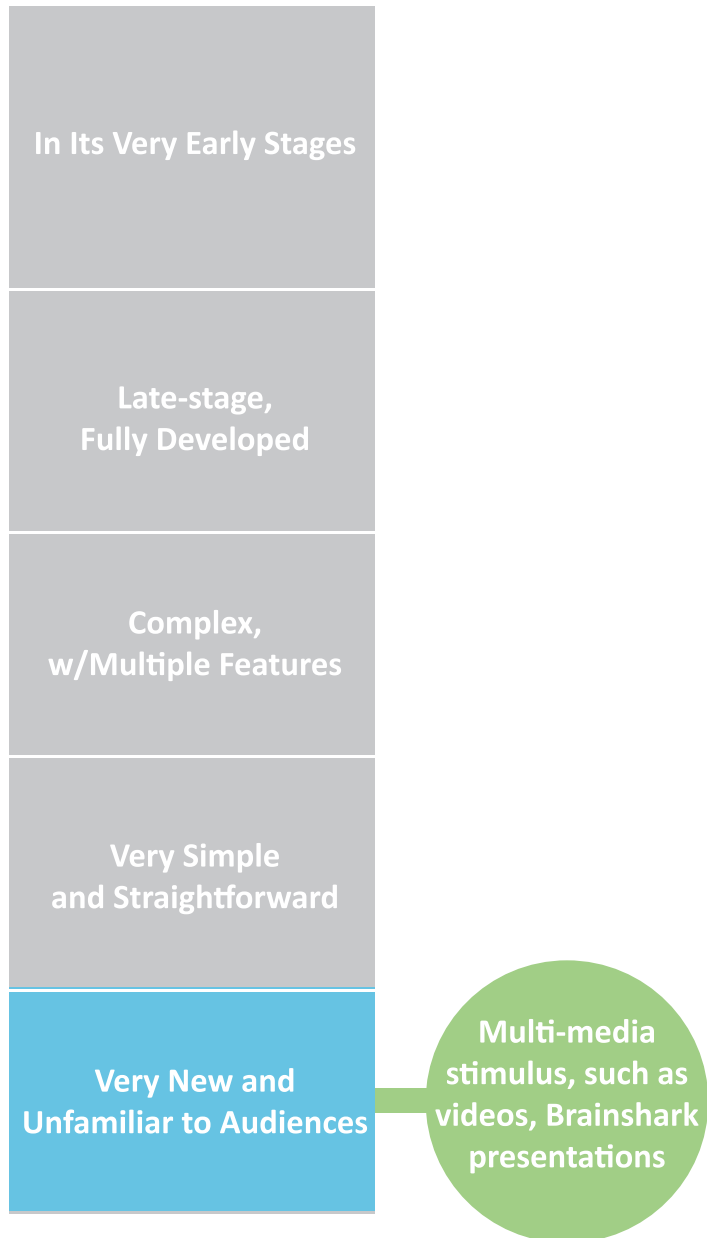 In Its Very Early Stages
Late-stage,
Fully Developed
Complex,
w/Multiple Features
Very Simple
and Straightforward
Very New and
Unfamiliar to Audiences
Multi-media
stimulus, such as
videos, Brainshark
presentations